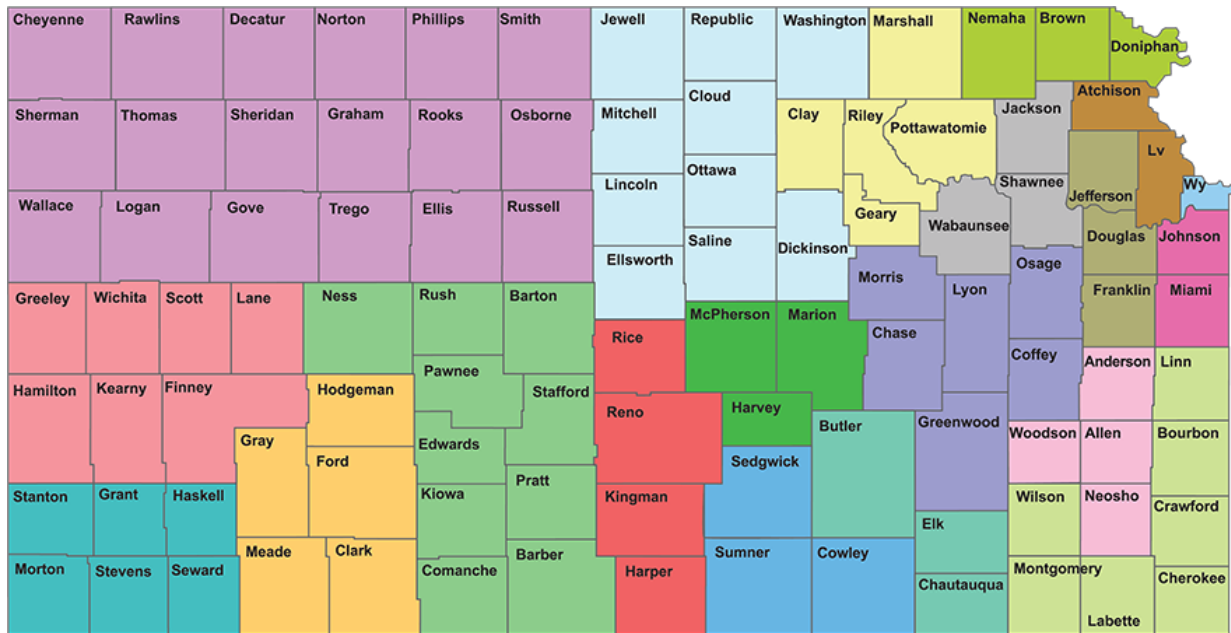 Cheyenne
Rawlins
Decatur
Norton
Phillips
Smith
Jewell
Republic
Washington
Marshall
Nemaha
Brown
Doniphan
Sherman
Thomas
Sheridan
Graham
Rooks
Osborne
Mitchell
Cloud
Clay
Riley
Pottawatomie
Jackson
Atchison
Lv
Wallace
Logan
Gove
Trego
Ellis
Russell
Lincoln
Ottawa
Dickinson
Geary
Wabaunsee
Shawnee
Jefferson
Wy
Ellsworth
Saline
Morris
Lyon
Osage
Douglas
Johnson
Greeley
Wichita
Scott
Lane
Ness
Rush
Barton
Rice
McPherson
Marion
Chase
Coffey
Franklin
Miami
Hamilton
Kearny
Finney
Hodgeman
Pawnee
Stafford
Reno
Harvey
Butler
Greenwood
Woodson
Anderson
Allen
Linn
Bourbon
Gray
Ford
Edwards
Kiowa
Pratt
Kingman
Sedgwick
Elk
Wilson
Neosho
Crawford
Stanton
Grant
Haskell
Meade
Clark
Comanche
Barber
Harper
Sumner
Cowley
Chautauqua
Montgomery
Labette
Cherokee
Morton
Stevens
Seward